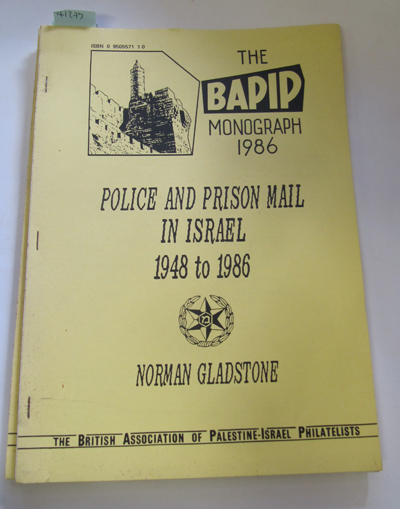 ISBN 0 9505571 1 0
THE
BAPIP
MONOGRAPH
1986
POLICE AND PRISON MAIL
IN ISRAEL
1948 to 1986
NORMAN GLADSTONE
THE BRITISH ASSOCIATION OF PALESTINE-ISRAEL PHILATELISTS